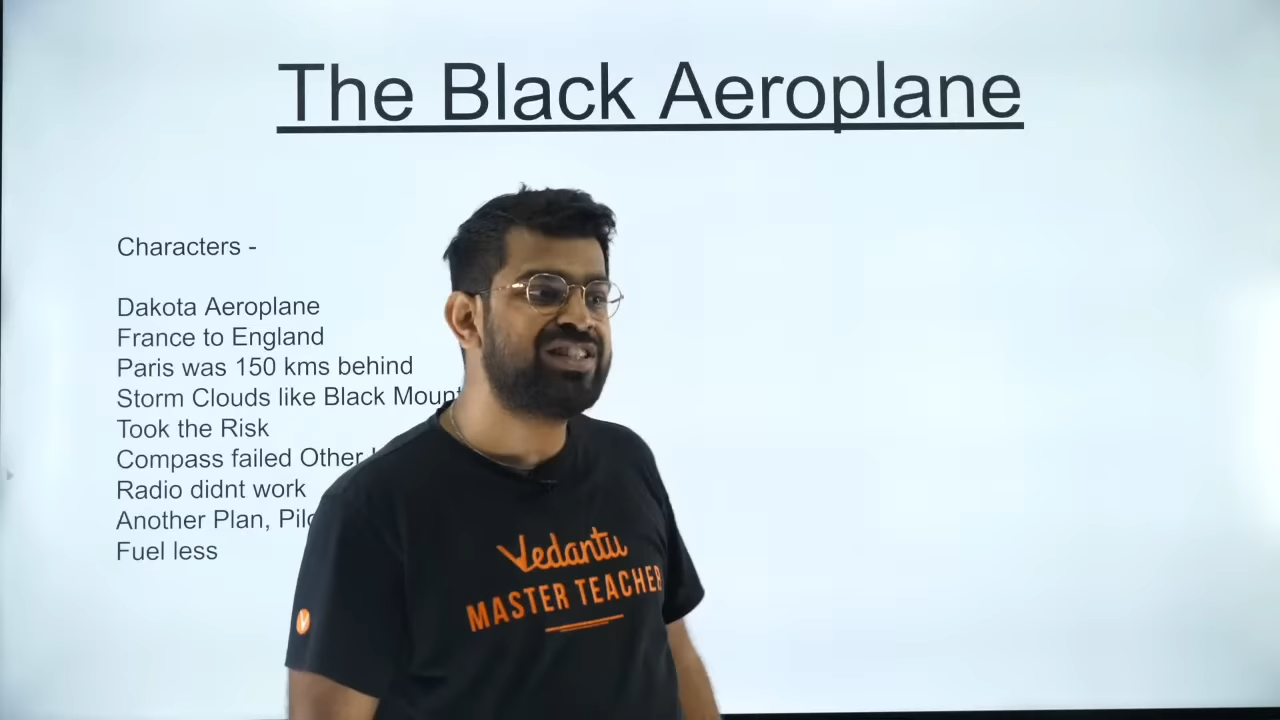 The Black Aeroplane
Characters -
Dakota Aeroplane
France to England
Paris was 150 kms behind
Storm Clouds like Black
Took the Risk
Compass failed Other
Radio didnt work
Another Plan,
Fuel less
Vedantu
MASTER TEACHER